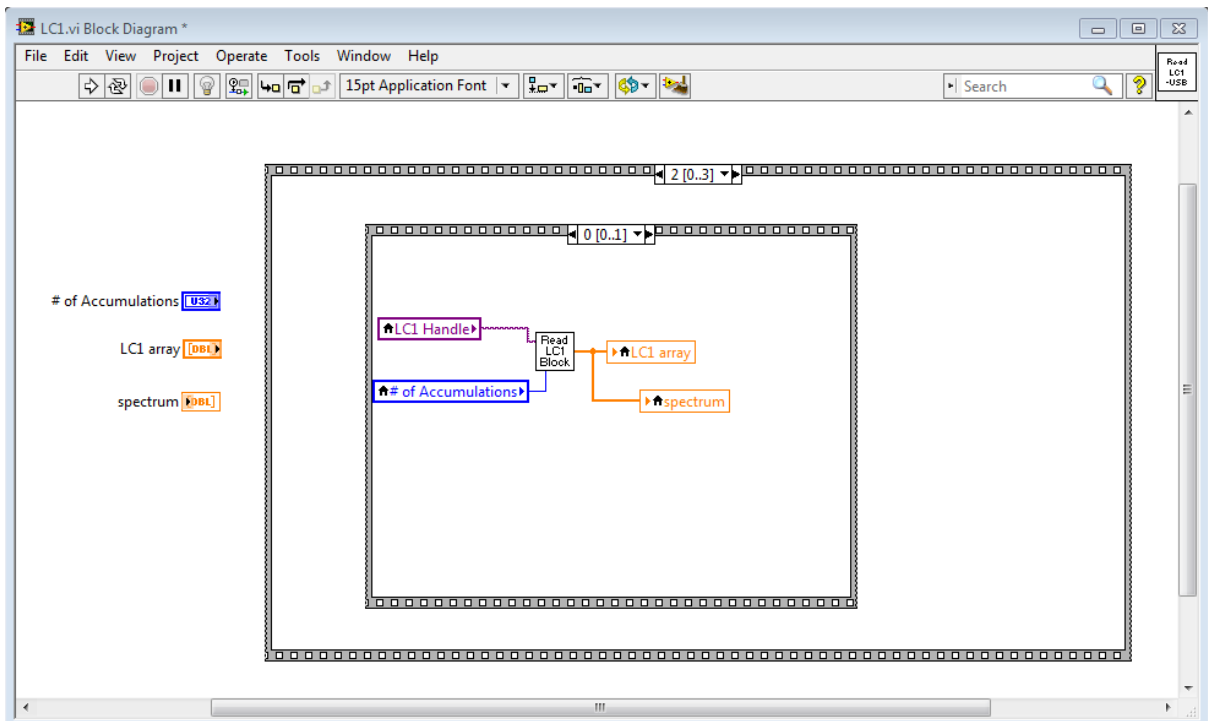 LC1.vi Block Diagram *
File Edit View Project Operate Tools Window Help
15pt Application Font
Search
Read
LC1
-USB
2 [0..3]
0 [0..1]
# of Accumulations U32
LC1 array [DBL]
spectrum DBL]
LC1 Handle
# of Accumulations
Read
LC1
Block
LC1 array
spectrum